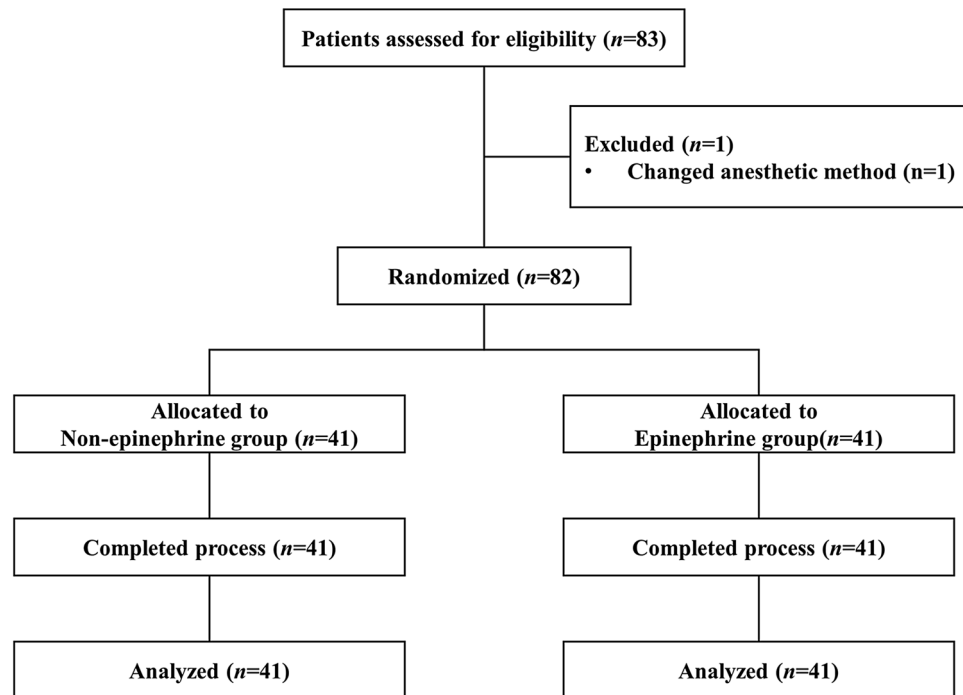 Patients assessed for eligibility (n=83)
Excluded (n=1)
• Changed anesthetic method (n=1)
Randomized (n=82)
Allocated to
Non-epinephrine group (n=41)
Allocated to
Epinephrine group(n=41)
Completed process (n=41)
Completed process (n=41)
Analyzed (n=41)
Analyzed (n=41)